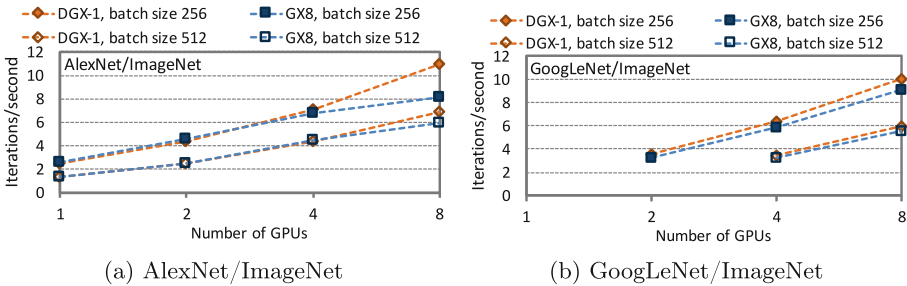 DGX-1, batch size 256 GX8, batch size 256
DGX-1, batch size 512 GX8, batch size 512
12
10
8
6
4
2
0
Iterations/second
AlexNet/ImageNet
1 2 4 8
Number of GPUs
(a) AlexNet/ImageNet
DGX-1, batch size 256 GX8, batch size 256
DGX-1, batch size 512 GX8, batch size 512
12
10
8
6
4
2
0
Iterations/second
GoogLeNet/ImageNet
1 2 4 8
Number of GPUs
(b) GoogLeNet/ImageNet